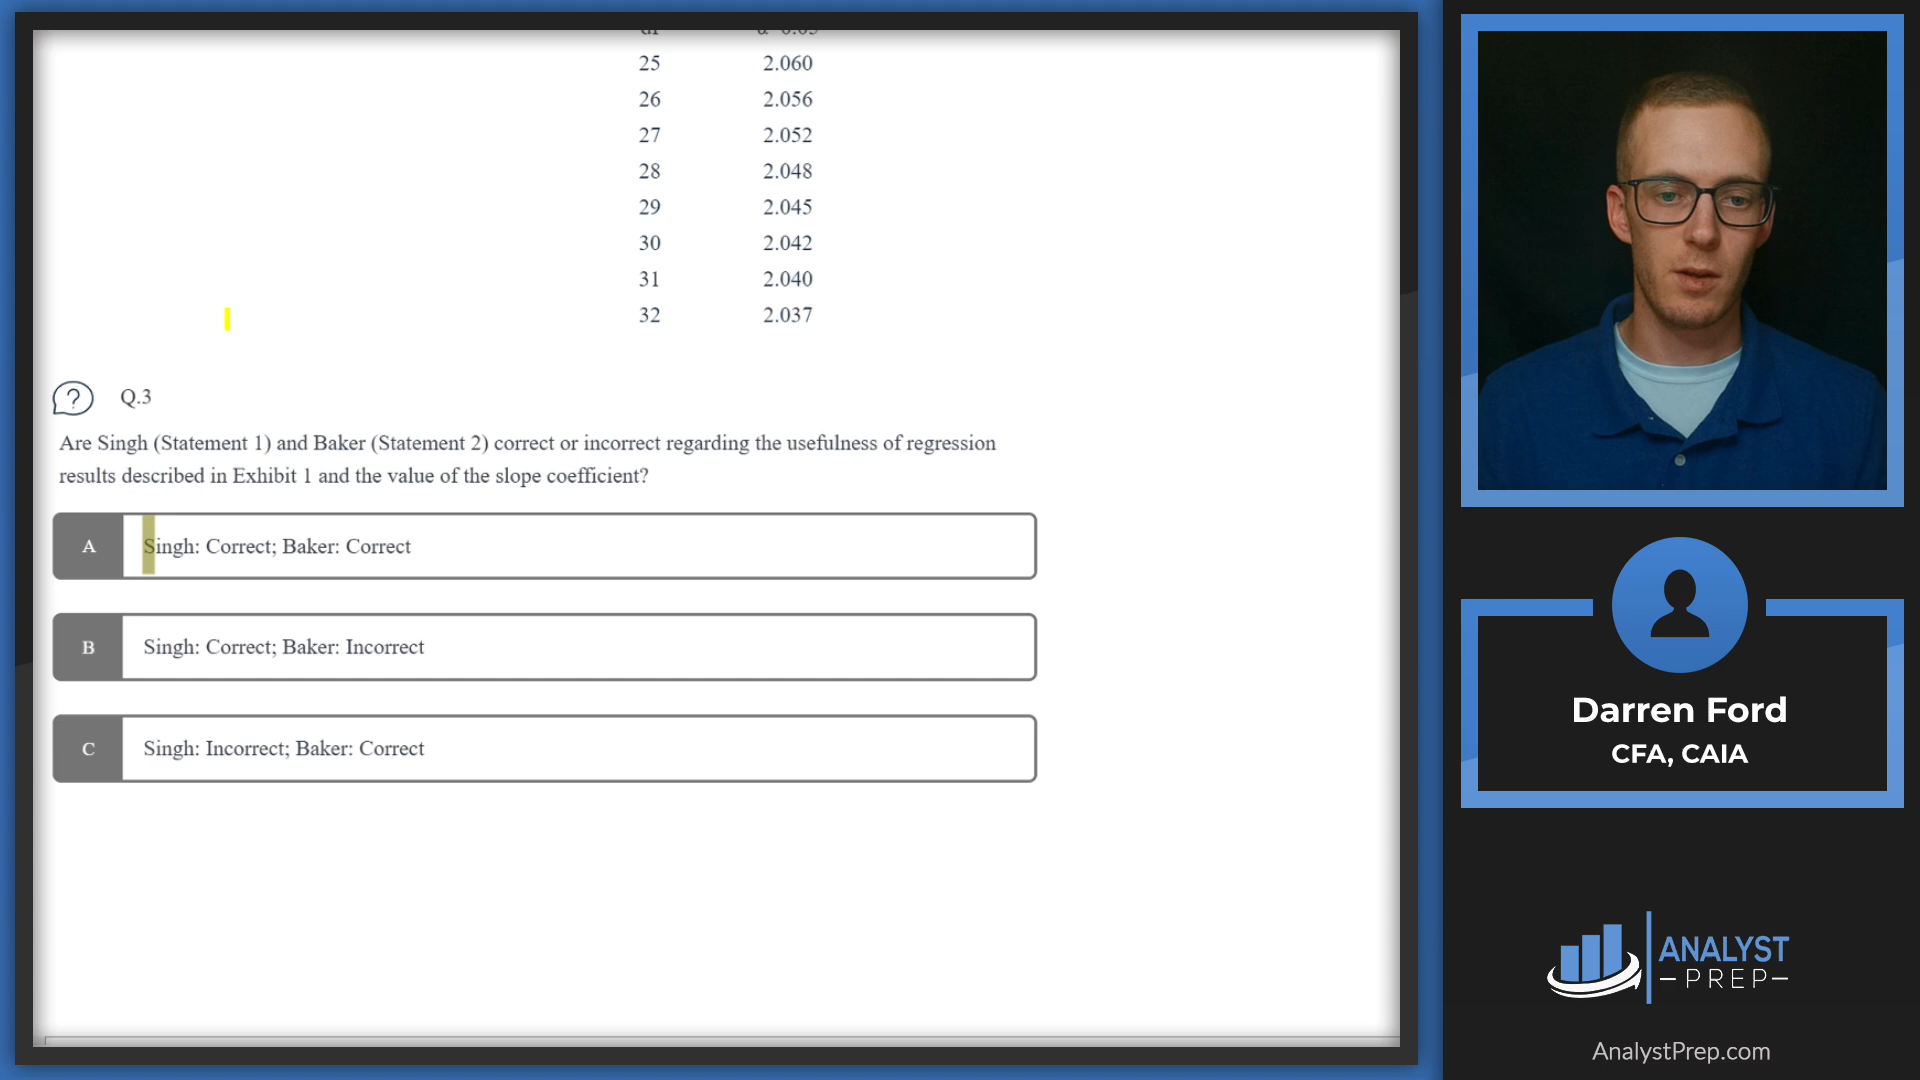 25 2.060
26 2.056
27 2.052
28 2.048
29 2.045
30 2.042
31 2.040
32 2.037
Q.3
Are Singh (Statement 1) and Baker (Statement 2) correct or incorrect regarding the usefulness of regression
results described in Exhibit 1 and the value of the slope coefficient?
A Singh: Correct; Baker: Correct
B Singh: Correct; Baker: Incorrect
C Singh: Incorrect; Baker: Correct
Darren Ford
CFA, CAIA
ANALYST
PREP
AnalystPrep.com